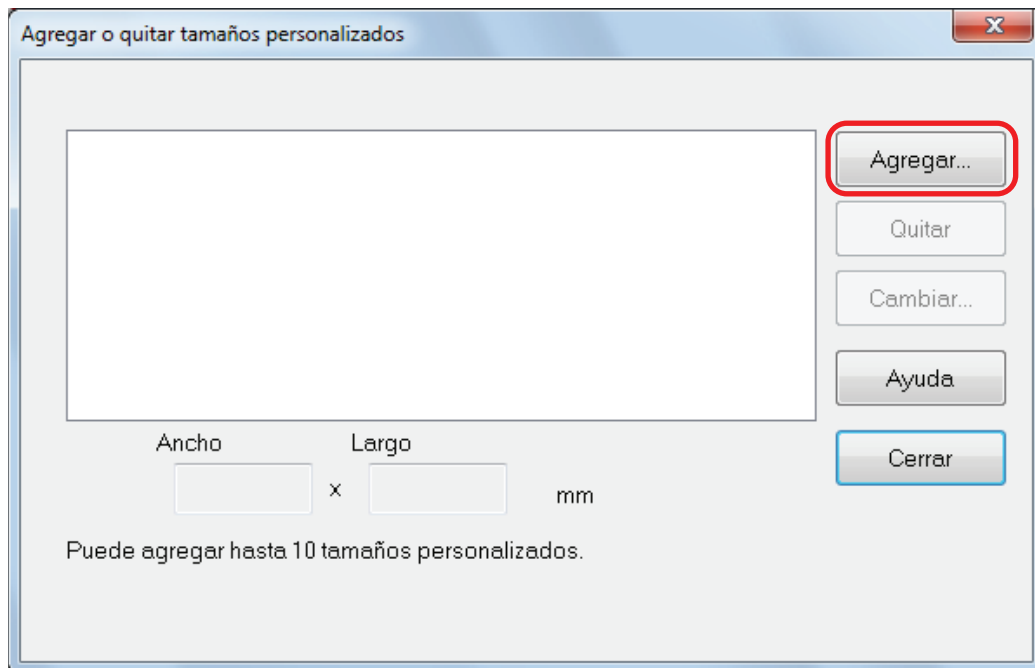 Agregar o quitar tamaños personalizados
x
Agregar...
Quitar
Cambiar...
Ayuda
Cerrar
Ancho Largo
x mm
Puede agregar hasta 10 tamaños personalizados.